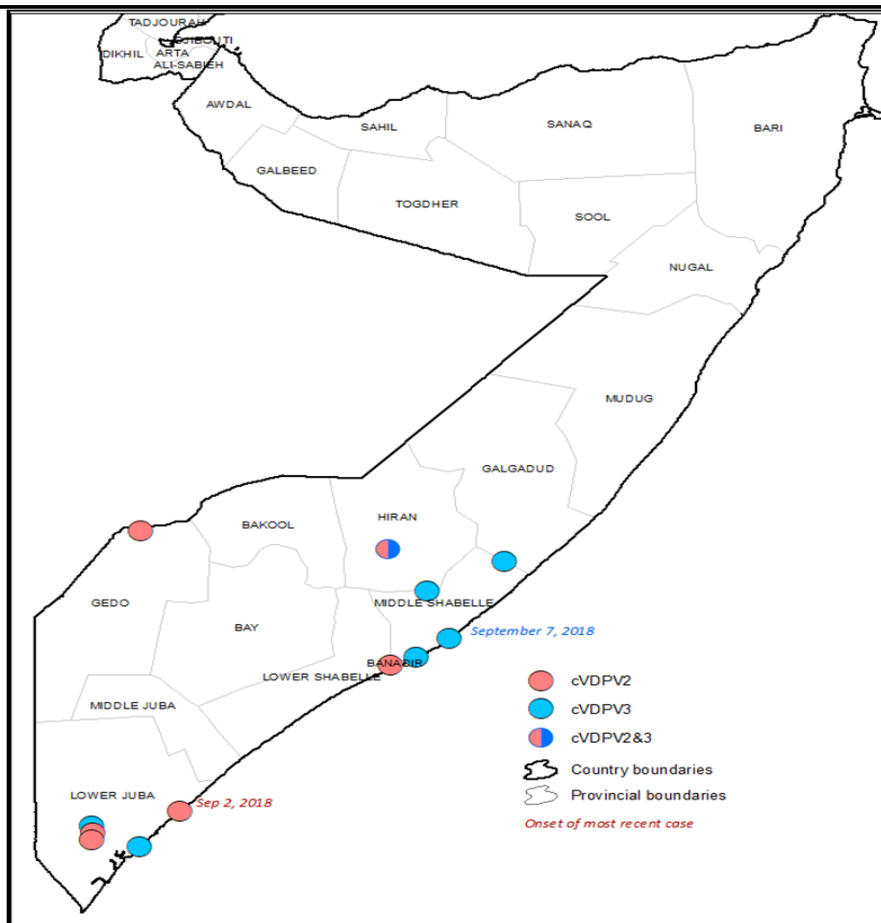 TADJOURAH
DJIBOUTI
DIKHIL
ARTA
ALI-SABIEH
AWDAL
SAHIL
SANAQ
BARI
GALBEED
TOGDHER
SOOL
NUGAL
MUDUG
GALGADUD
HIRAN
BAKOOL
GEDO
MIDDLE SHABELLE
BAY
September 7, 2018
BANADIR
LOWER SHABELLE
MIDDLE JUBA
LOWER JUBA
Sep 2, 2018
cVDPV2
cVDPV3
cVDPV2&3
Country boundaries
Provincial boundaries
Onset of most recent case